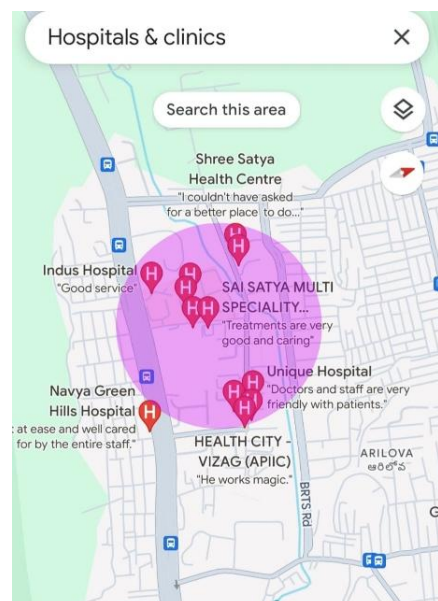 Hospitals & clinics
Search this area
Shree Satya
Health Centre
"I couldn't have asked
for a better place to do..."
Indus Hospital
"Good service"
SAI SATYA MULTI
SPECIALITY...
"Treatments are very
good and caring"
Unique Hospital
"Doctors and staff are very
friendly with patients."
Navya Green
Hills Hospital
at ease and well cared
for by the entire staff."
HEALTH CITY -
VIZAG (APIIC)
"He works magic."
ARILOVA
ఆరిలోవ
BRTS Rd
G